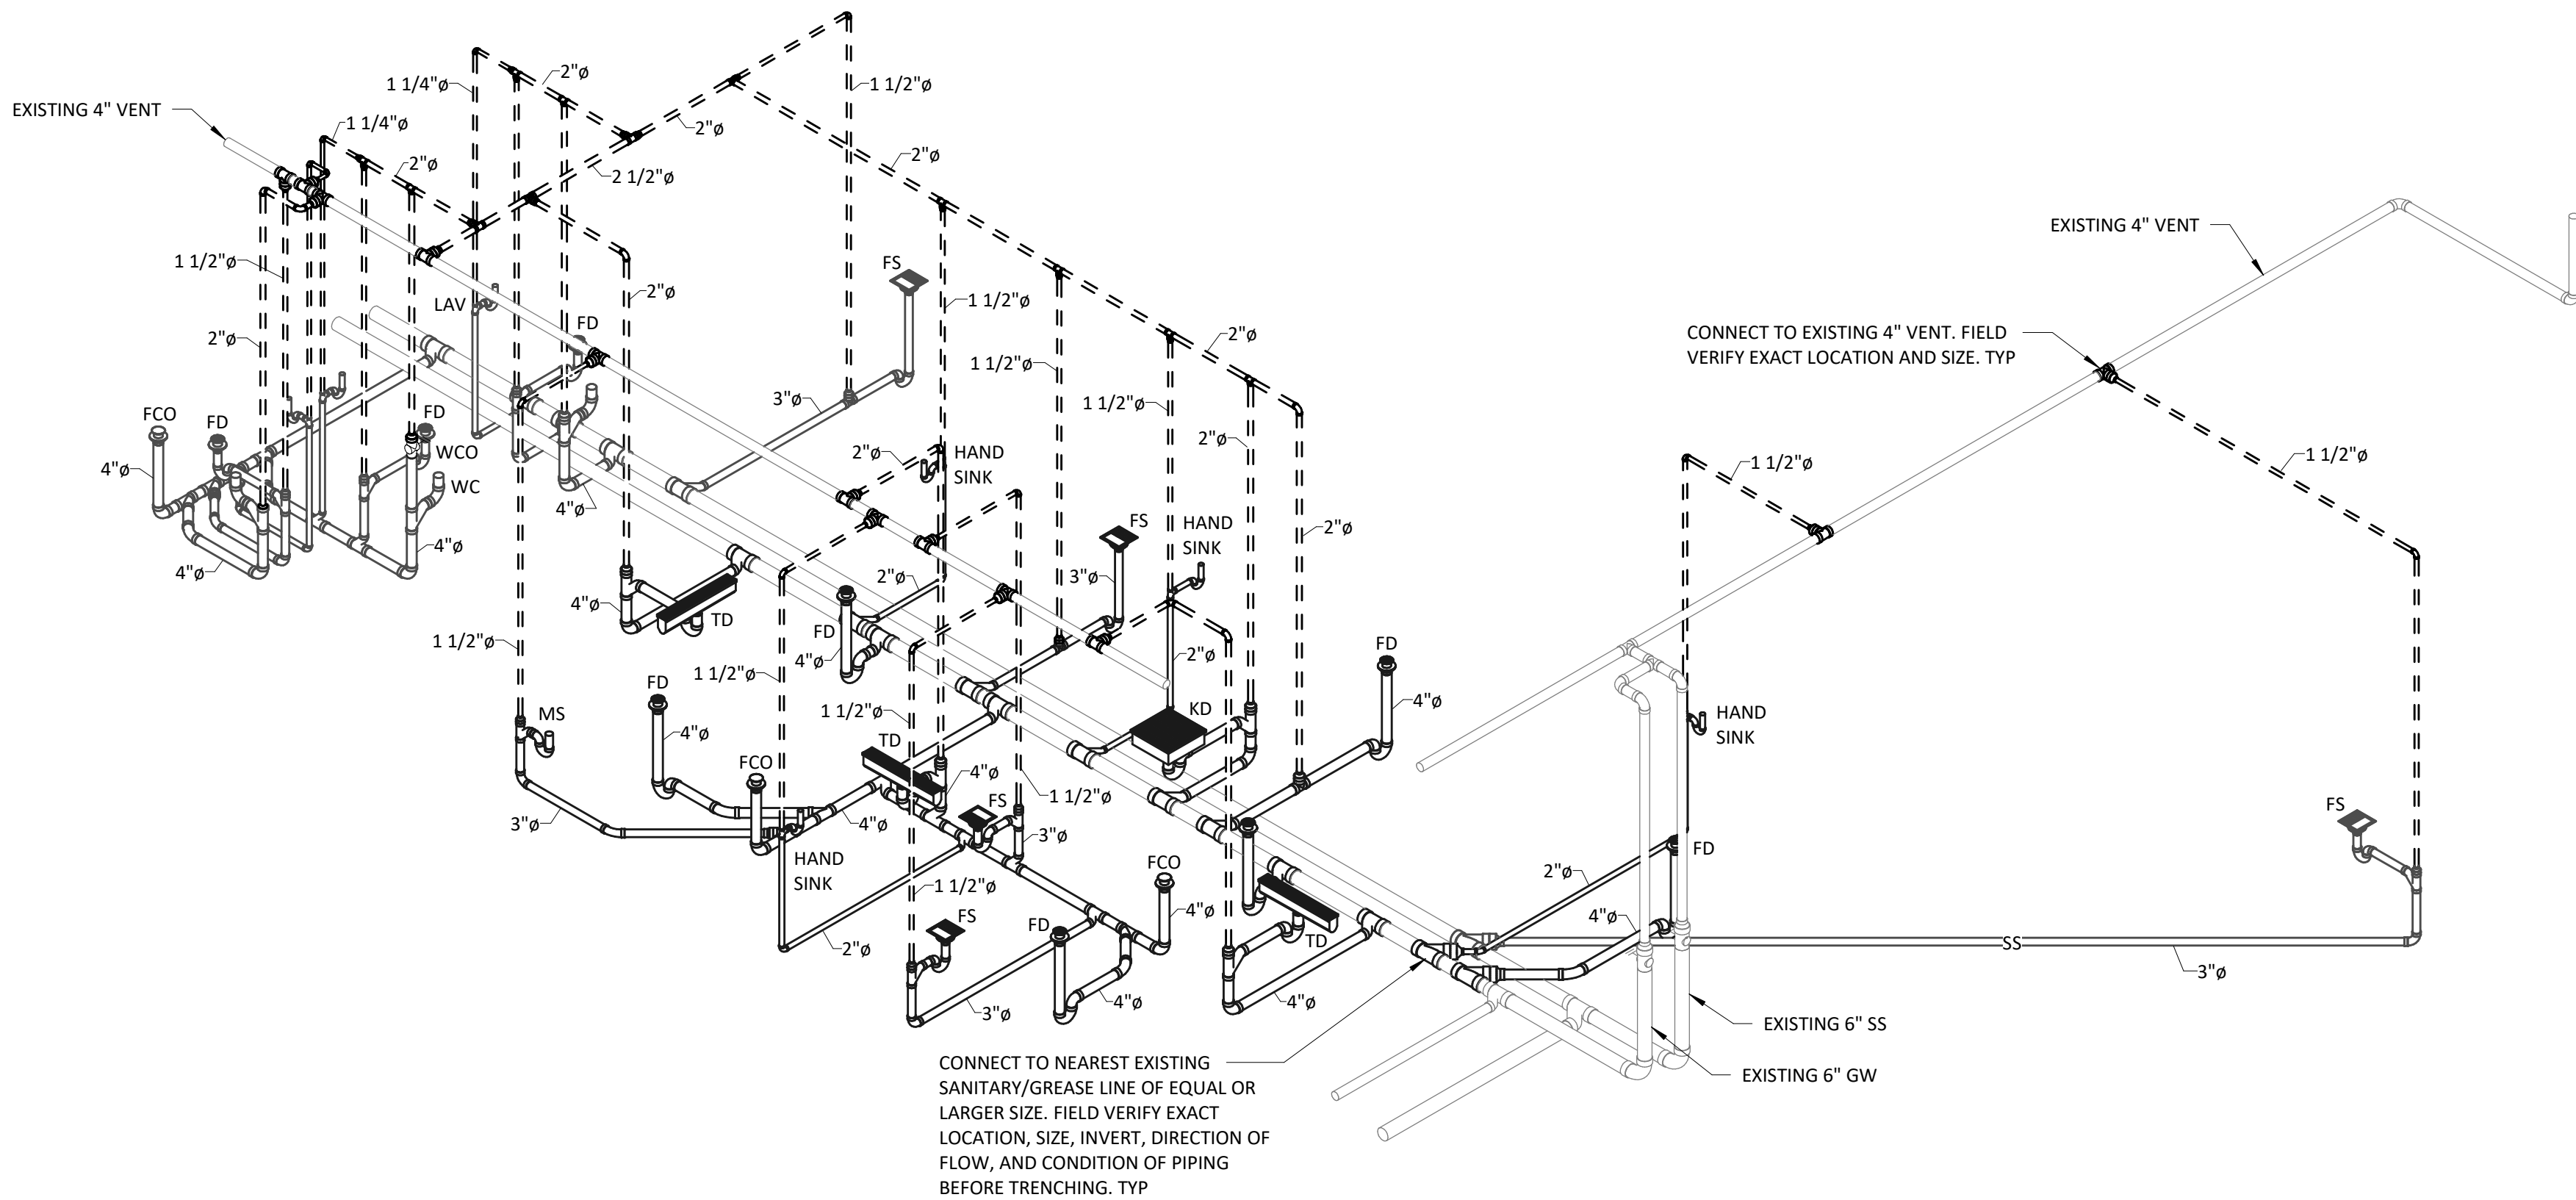 EXISTING 4" VENT
1 1/4"ø
2"ø
1 1/2"ø
2"ø
1 1/4"ø
2"ø
2 1/2"ø
2"ø
EXISTING 4" VENT
1 1/2"ø
2"ø
LAV
FD
2"ø
FS
1 1/2"ø
2"ø
CONNECT TO EXISTING 4" VENT. FIELD
VERIFY EXACT LOCATION AND SIZE. TYP
1 1/2"ø
1 1/2"ø
3"ø
FCO
FD
FD
WCO
WC
4"ø
4"ø
4"ø
2"ø
HAND
SINK
2"ø
1 1/2"ø
1 1/2"ø
4"ø
FS
HAND
SINK
2"ø
2"ø
3"ø
4"ø
TD
FD
4"ø
1 1/2"ø
1 1/2"ø
2"ø
FD
4"ø
MS
FD
4"ø
1 1/2"ø
KD
TD
HAND
SINK
FCO
4"ø
FS
1 1/2"ø
3"ø
4"ø
3"ø
HAND
SINK
FCO
4"ø
1 1/2"ø
2"ø
FD
FS
2"ø
FS
FD
4"ø
TD
4"ø
SS
3"ø
3"ø
4"ø
4"ø
EXISTING 6" SS
EXISTING 6" GW
CONNECT TO NEAREST EXISTING
SANITARY/GREASE LINE OF EQUAL OR
LARGER SIZE. FIELD VERIFY EXACT
LOCATION, SIZE, INVERT, DIRECTION OF
FLOW, AND CONDITION OF PIPING
BEFORE TRENCHING. TYP